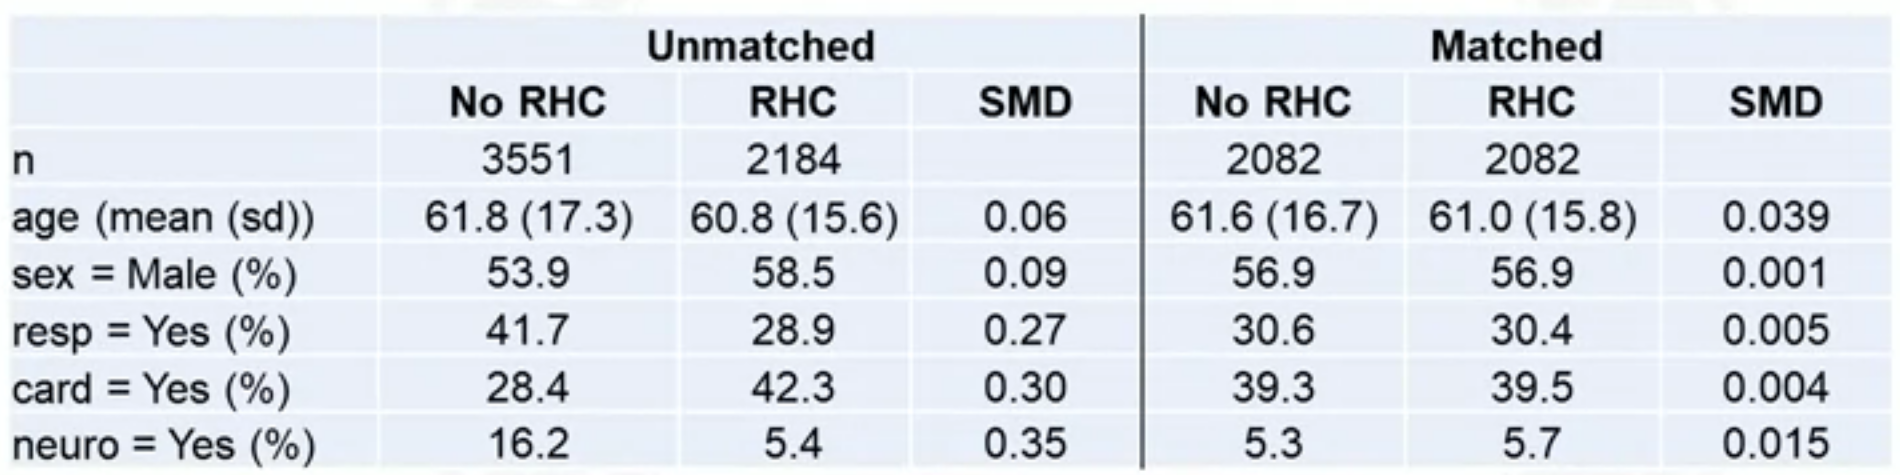 Unmatched Matched
No RHC RHC SMD No RHC RHC SMD
n 3551 2184 2082 2082
age (mean (sd)) 61.8 (17.3) 60.8 (15.6) 0.06 61.6 (16.7) 61.0 (15.8) 0.039
sex = Male (%) 53.9 58.5 0.09 56.9 56.9 0.001
resp = Yes (%) 41.7 28.9 0.27 30.6 30.4 0.005
card = Yes (%) 28.4 42.3 0.30 39.3 39.5 0.004
neuro = Yes (%) 16.2 5.4 0.35 5.3 5.7 0.015